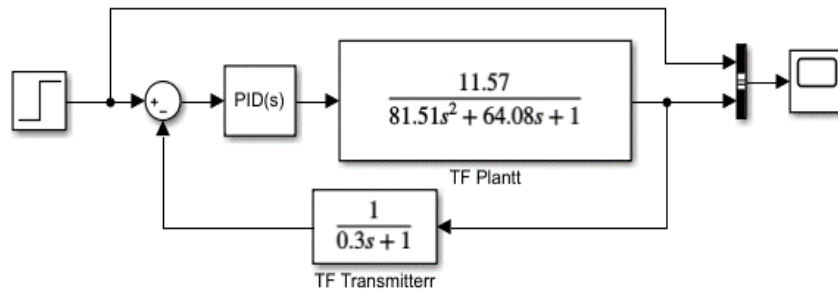 +
−
PID(s)
11.57
81.51s² + 64.08s + 1
TF Plantt
1
0.3s + 1
TF Transmitterr